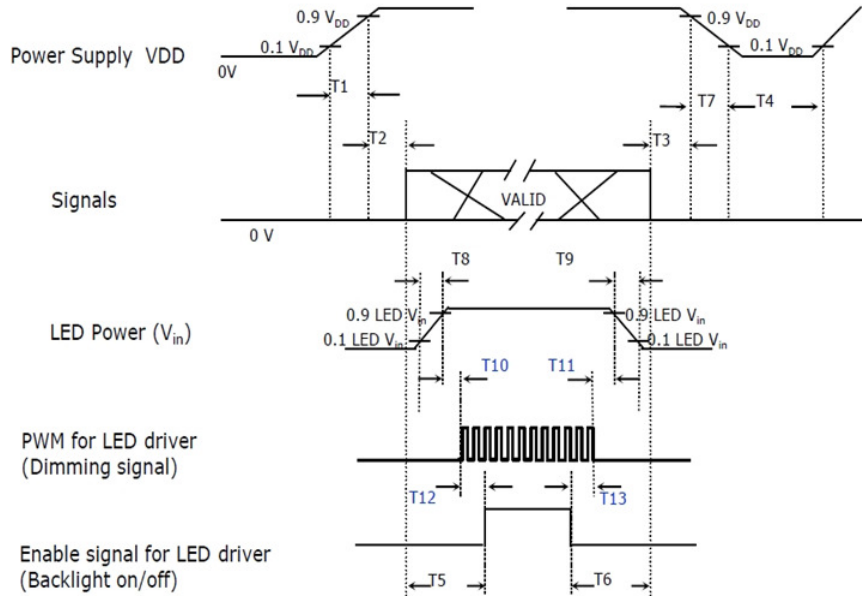 0.9 VDD
0.9 VDD
0.1 VDD
0.1 VDD
Power Supply VDD
0V
T1
T7
T4
T2
T3
Signals
VALID
0 V
T8
T9
0.9 LED Vin
0.9 LED Vin
LED Power (Vin)
0.1 LED Vin
0.1 LED Vin
T10
T11
PWM for LED driver
(Dimming signal)
T12
T13
Enable signal for LED driver
(Backlight on/off)
T5
T6